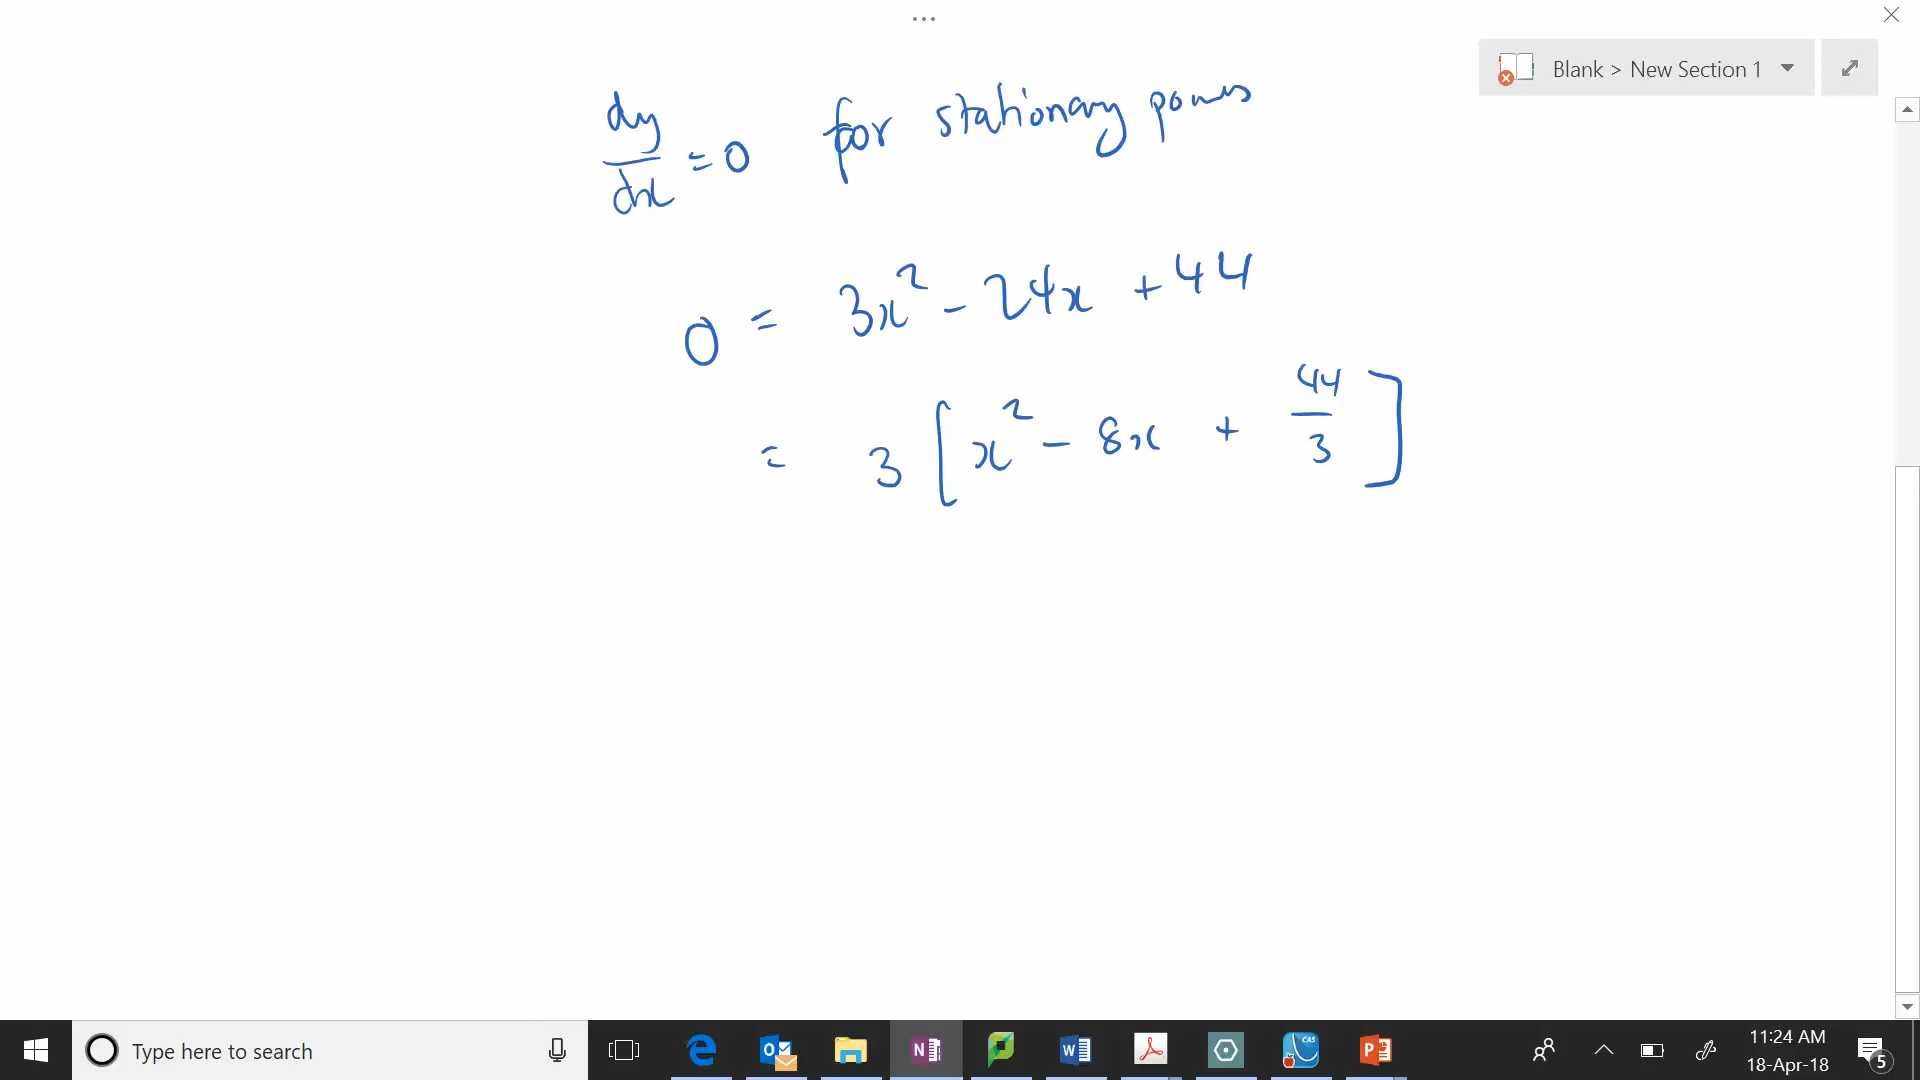 ...
Blank > New Section 1
dy/dx = 0 for stationary points
0 = 3x² - 24x + 44
= 3 [ x² - 8x + 44/3 ]
Type here to search
11:24 AM
18-Apr-18
5